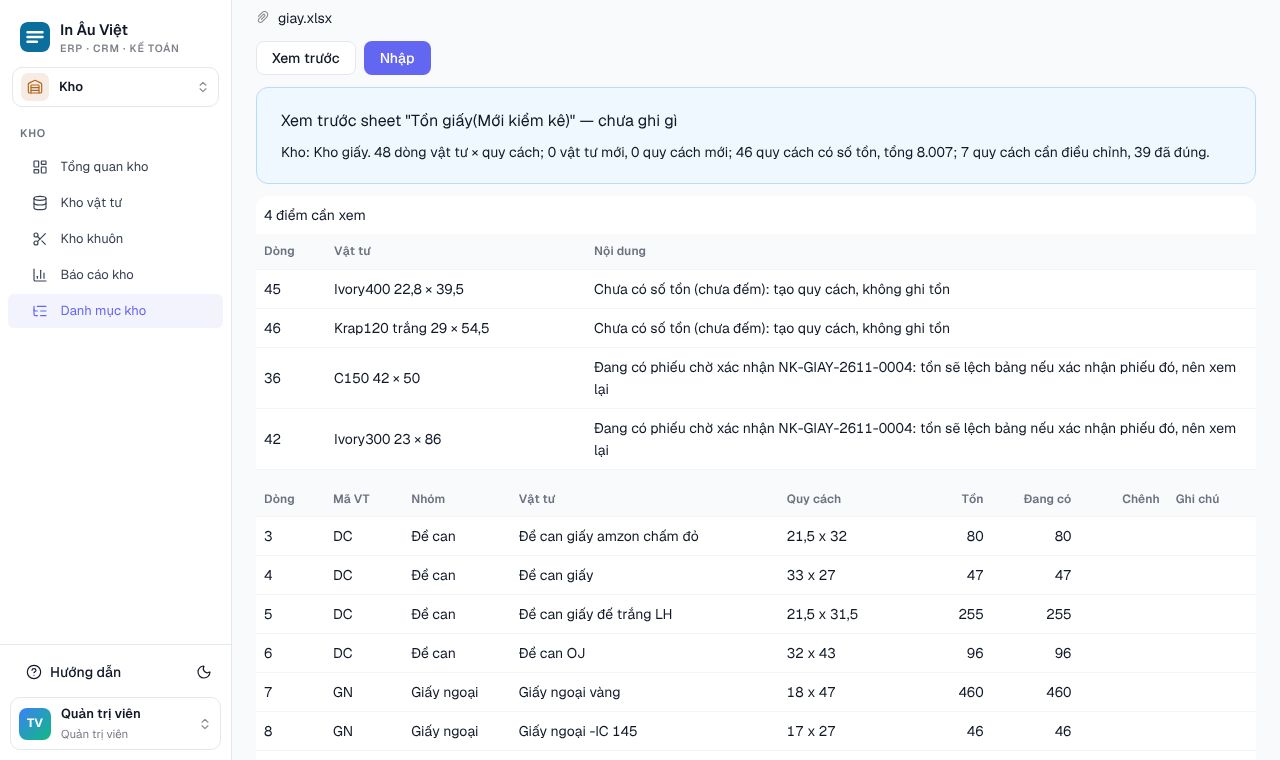 In Âu Việt
ERP · CRM · KẾ TOÁN
Kho
KHO
Tổng quan kho
Kho vật tư
Kho khuôn
Báo cáo kho
Danh mục kho
Hướng dẫn
TV
Quản trị viên
Quản trị viên
giay.xlsx
Xem trước
Nhập
Xem trước sheet "Tồn giấy(Mới kiểm kê)" — chưa ghi gì
Kho: Kho giấy. 48 dòng vật tư × quy cách; 0 vật tư mới, 0 quy cách mới; 46 quy cách có số tồn, tổng 8.007; 7 quy cách cần điều chỉnh, 39 đã đúng.
4 điểm cần xem
Dòng Vật tư Nội dung
45 Ivory400 22,8 × 39,5 Chưa có số tồn (chưa đếm): tạo quy cách, không ghi tồn
46 Krap120 trắng 29 × 54,5 Chưa có số tồn (chưa đếm): tạo quy cách, không ghi tồn
36 C150 42 × 50 Đang có phiếu chờ xác nhận NK-GIAY-2611-0004: tồn sẽ lệch bảng nếu xác nhận phiếu đó, nên xem
lại
42 Ivory300 23 × 86 Đang có phiếu chờ xác nhận NK-GIAY-2611-0004: tồn sẽ lệch bảng nếu xác nhận phiếu đó, nên xem
lại
Dòng Mã VT Nhóm Vật tư Quy cách Tồn Đang có Chênh Ghi chú
3 DC Đề can Đề can giấy amzon chấm đỏ 21,5 x 32 80 80
4 DC Đề can Đề can giấy 33 x 27 47 47
5 DC Đề can Đề can giấy đế trắng LH 21,5 x 31,5 255 255
6 DC Đề can Đề can OJ 32 x 43 96 96
7 GN Giấy ngoại Giấy ngoại vàng 18 x 47 460 460
8 GN Giấy ngoại Giấy ngoại -IC 145 17 x 27 46 46